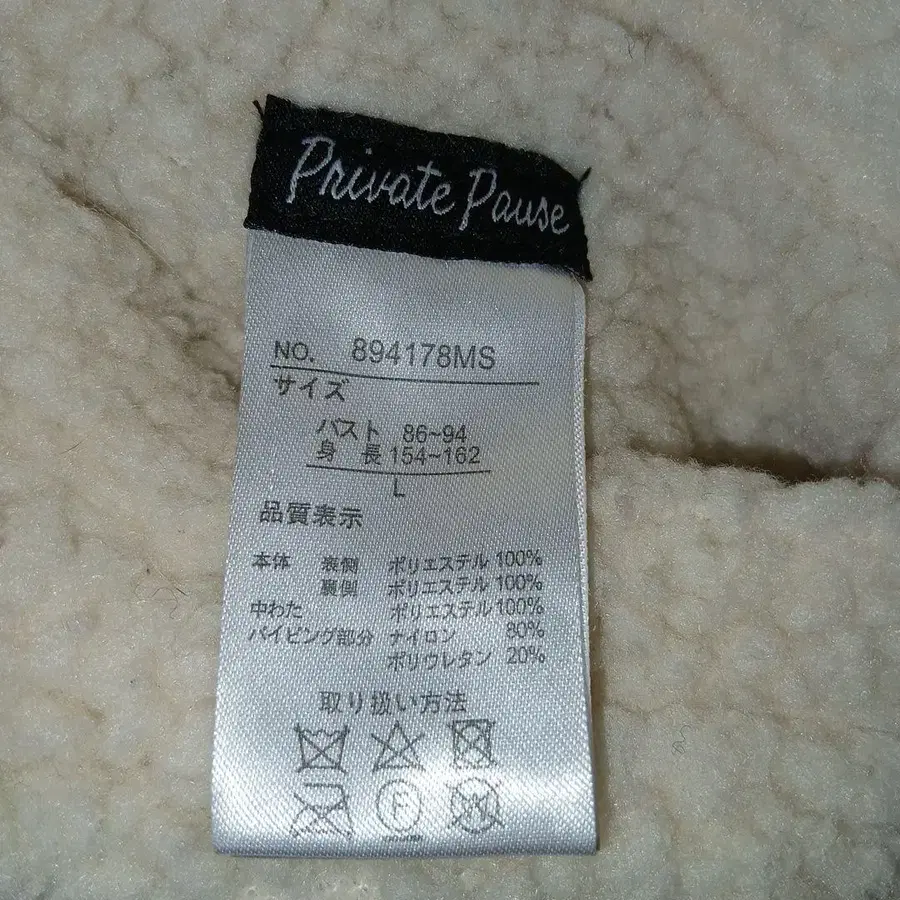 Private Pause
NO. 894178MS
サイズ
バスト 86~94
身 長 154~162
L
品質表示
本体 表側 ポリエステル 100%
裏側 ポリエステル 100%
中わた ポリエステル 100%
パイピング部分 ナイロン 80%
ポリウレタン 20%
取り扱い方法
F
W